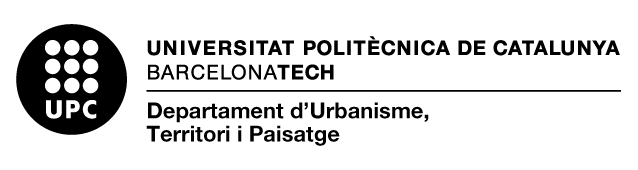 UPC
UNIVERSITAT POLITÈCNICA DE CATALUNYA
BARCELONATECH
Departament d'Urbanisme,
Territori i Paisatge